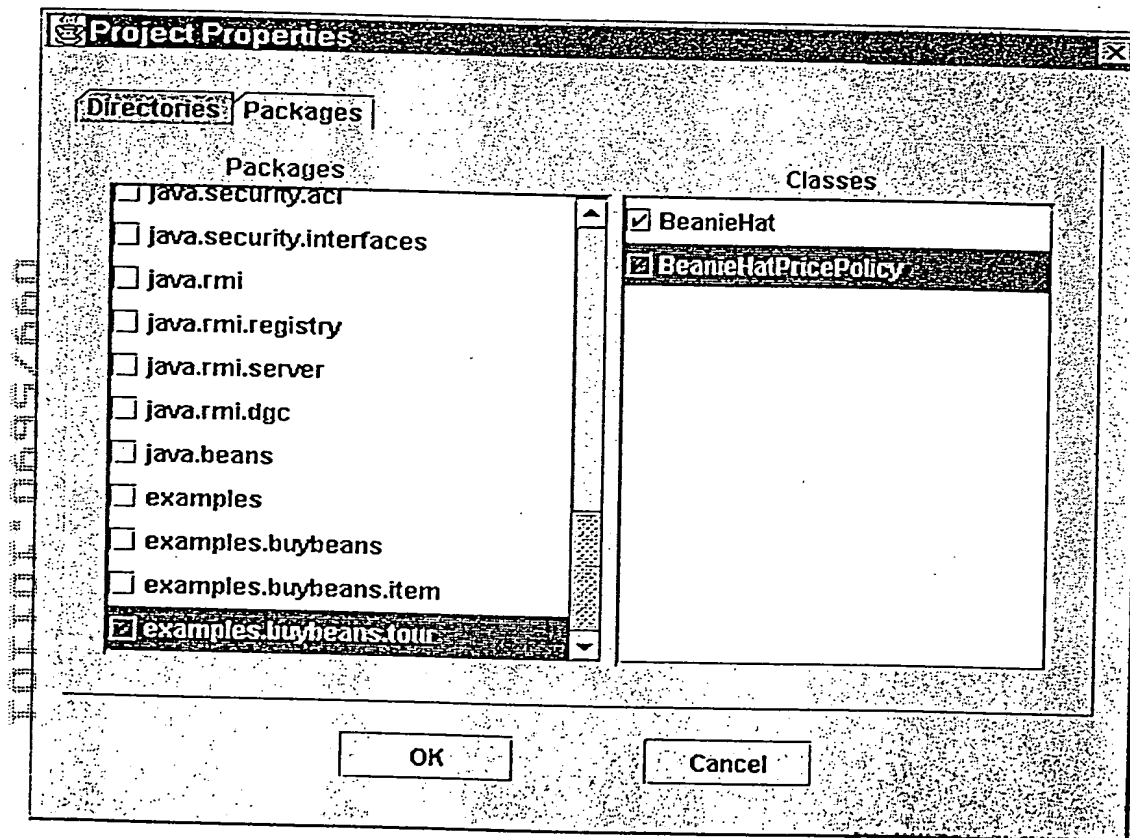 Project Properties
Directories Packages
Packages
java.security.acl
java.security.interfaces
java.rmi
java.rmi.registry
java.rmi.server
java.rmi.dgc
java.beans
examples
examples.buybeans
examples.buybeans.item
examples.buybeans.tour
Classes
BeanieHat
BeanieHatPricePolicy
OK Cancel